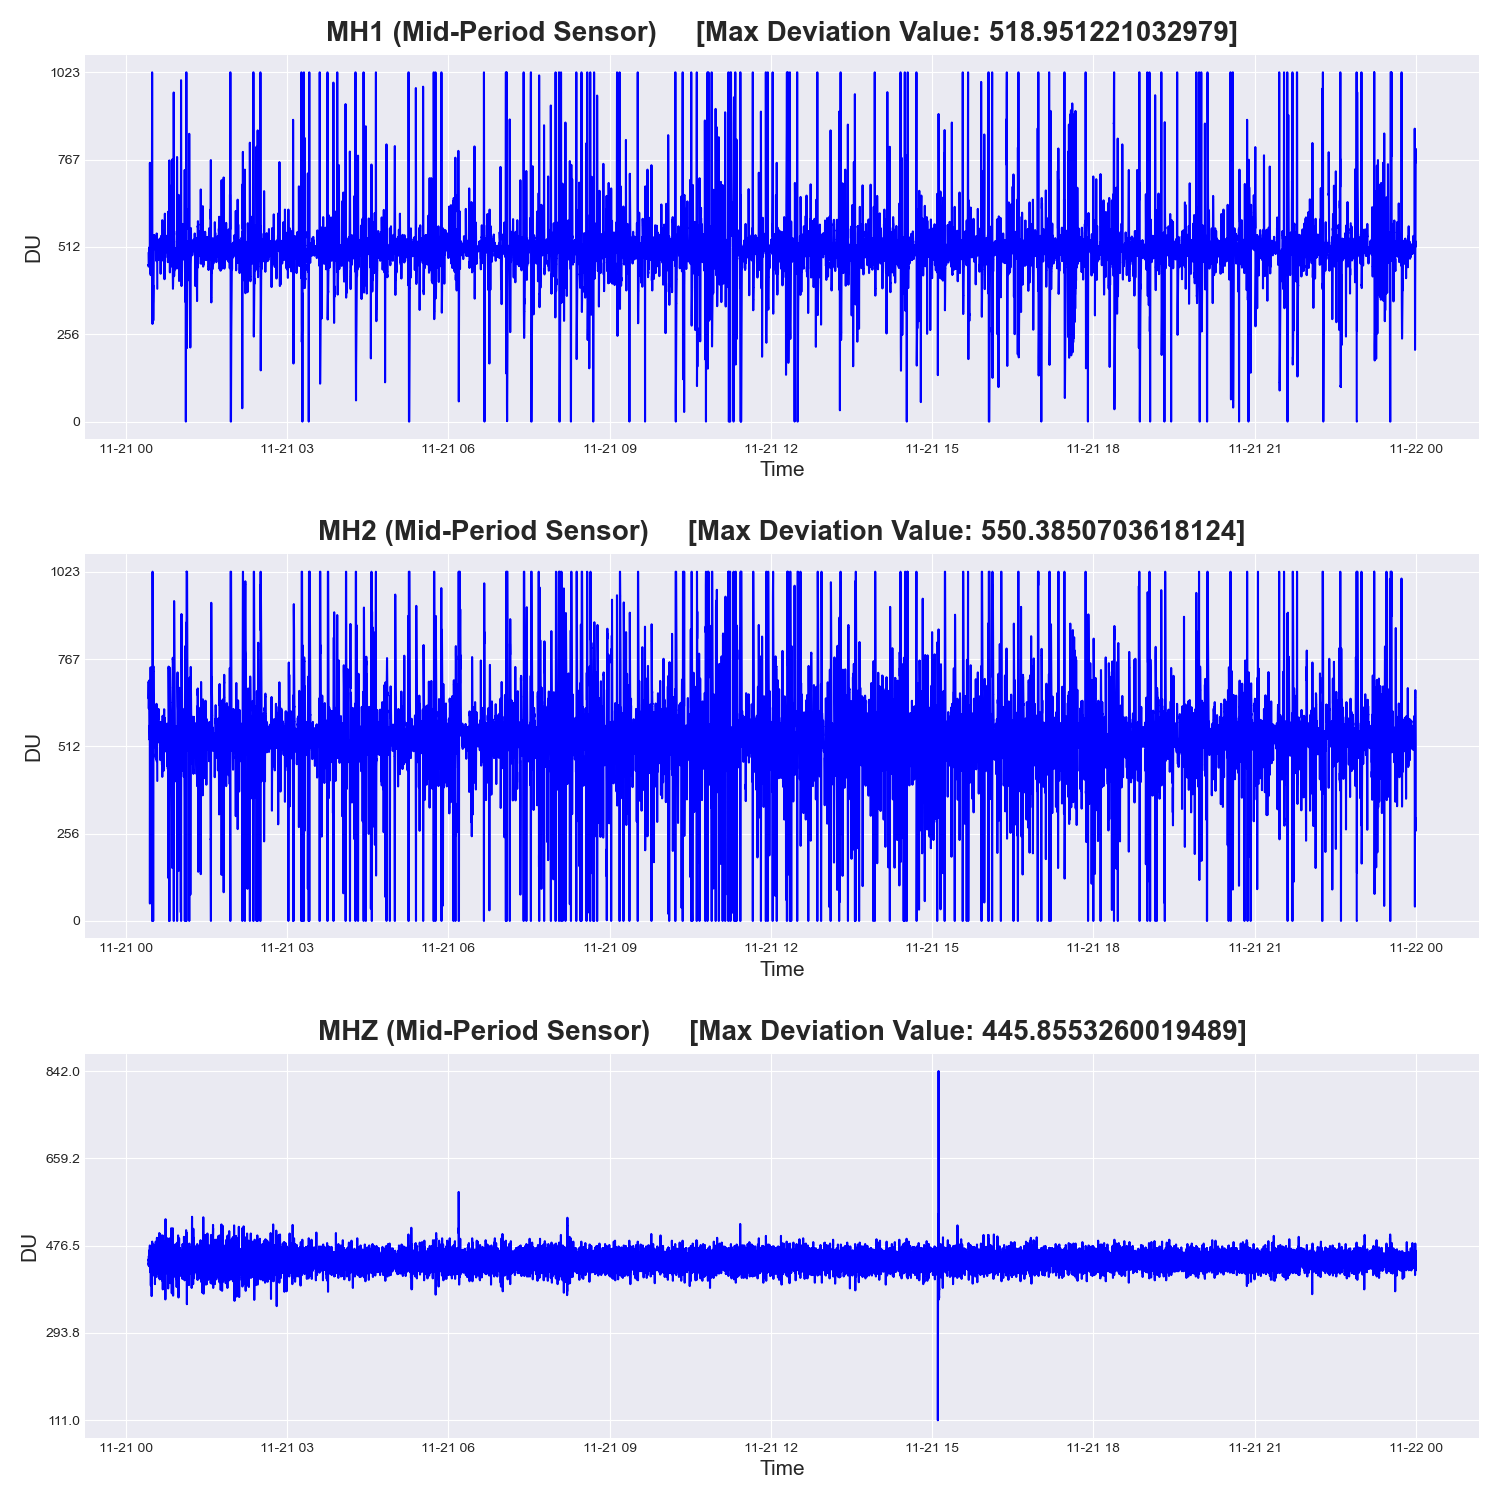 MH1 (Mid-Period Sensor) [Max Deviation Value: 518.951221032979]
1023
767
512
256
0
DU
11-21 00 11-21 03 11-21 06 11-21 09 11-21 12 11-21 15 11-21 18 11-21 21 11-22 00
Time
MH2 (Mid-Period Sensor) [Max Deviation Value: 550.3850703618124]
1023
767
512
256
0
DU
11-21 00 11-21 03 11-21 06 11-21 09 11-21 12 11-21 15 11-21 18 11-21 21 11-22 00
Time
MHZ (Mid-Period Sensor) [Max Deviation Value: 445.8553260019489]
842.0
659.2
476.5
293.8
111.0
DU
11-21 00 11-21 03 11-21 06 11-21 09 11-21 12 11-21 15 11-21 18 11-21 21 11-22 00
Time